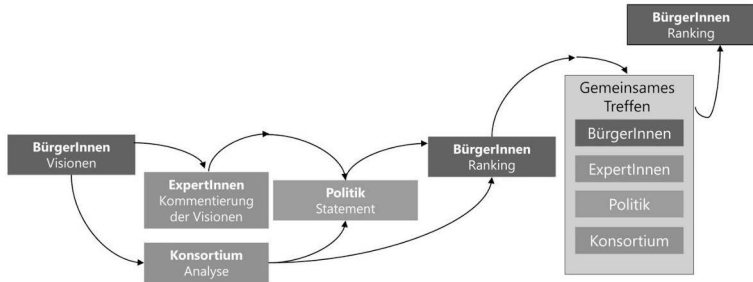 BürgerInnen
Visionen
ExpertInnen
Kommentierung
der Visionen
Konsortium
Analyse
Politik
Statement
BürgerInnen
Ranking
Gemeinsames
Treffen
BürgerInnen
ExpertInnen
Politik
Konsortium
BürgerInnen
Ranking